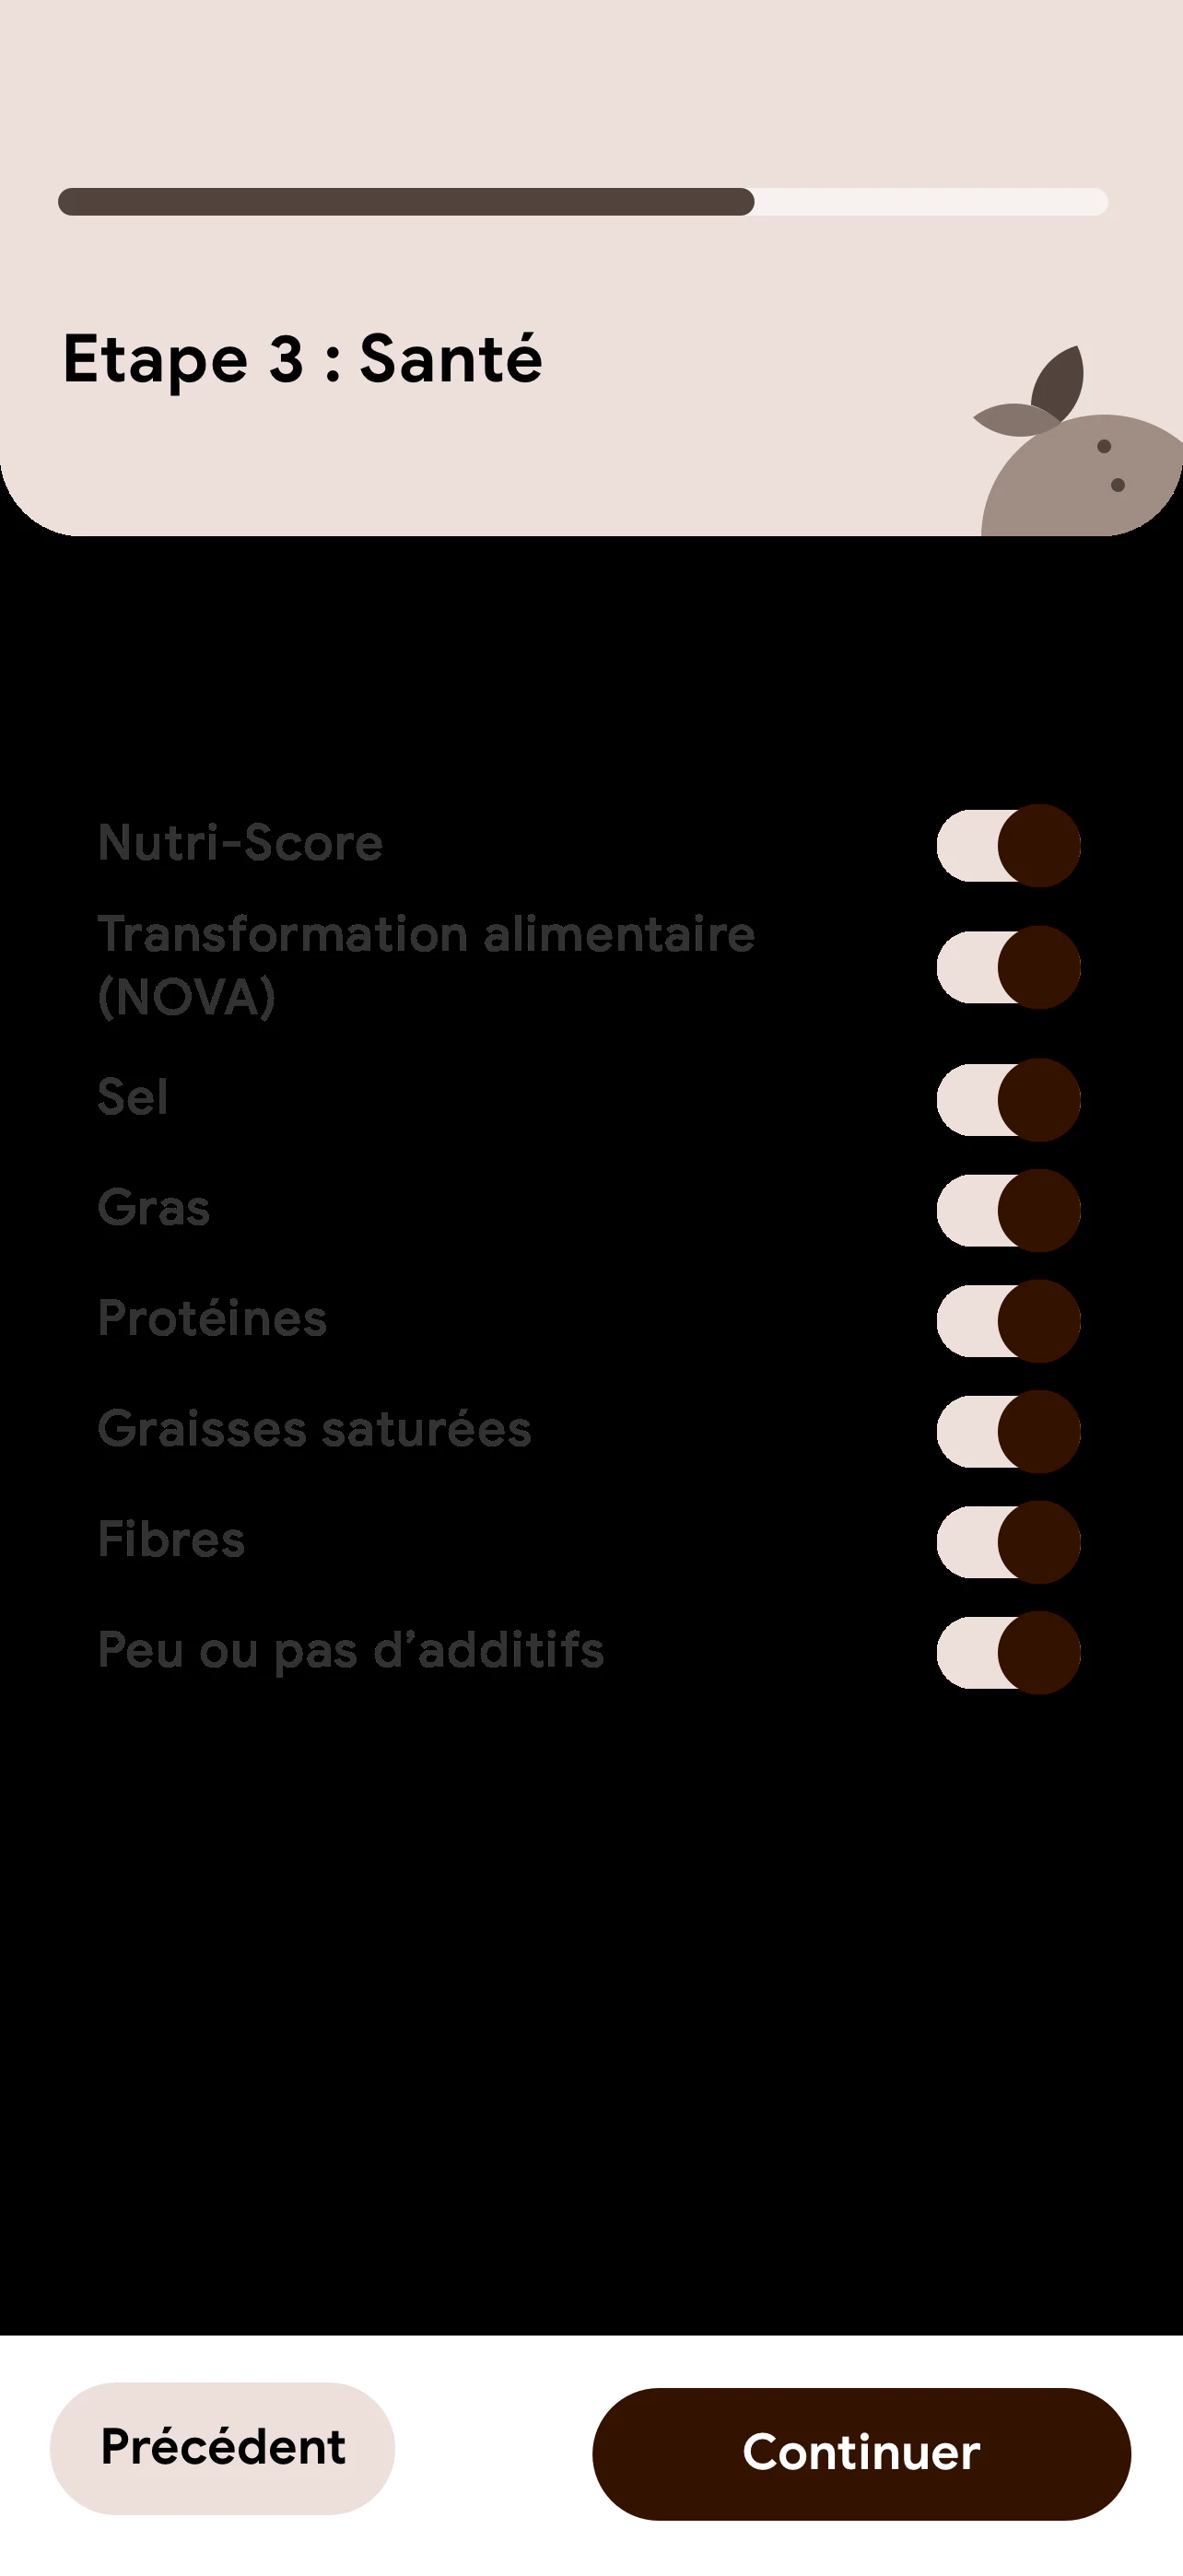 Etape 3 : Santé
Nutri-Score
Transformation alimentaire
(NOVA)
Sel
Gras
Protéines
Graisses saturées
Fibres
Peu ou pas d’additifs
Précédent
Continuer